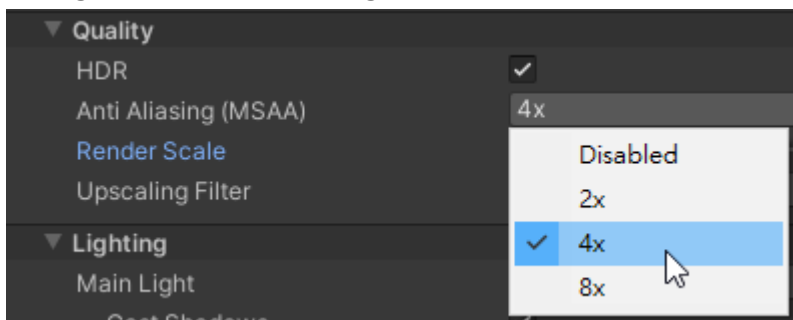 Quality
HDR
Anti Aliasing (MSAA)
4x
Render Scale
Disabled
Upscaling Filter
2x
Lighting
4x
Main Light
8x